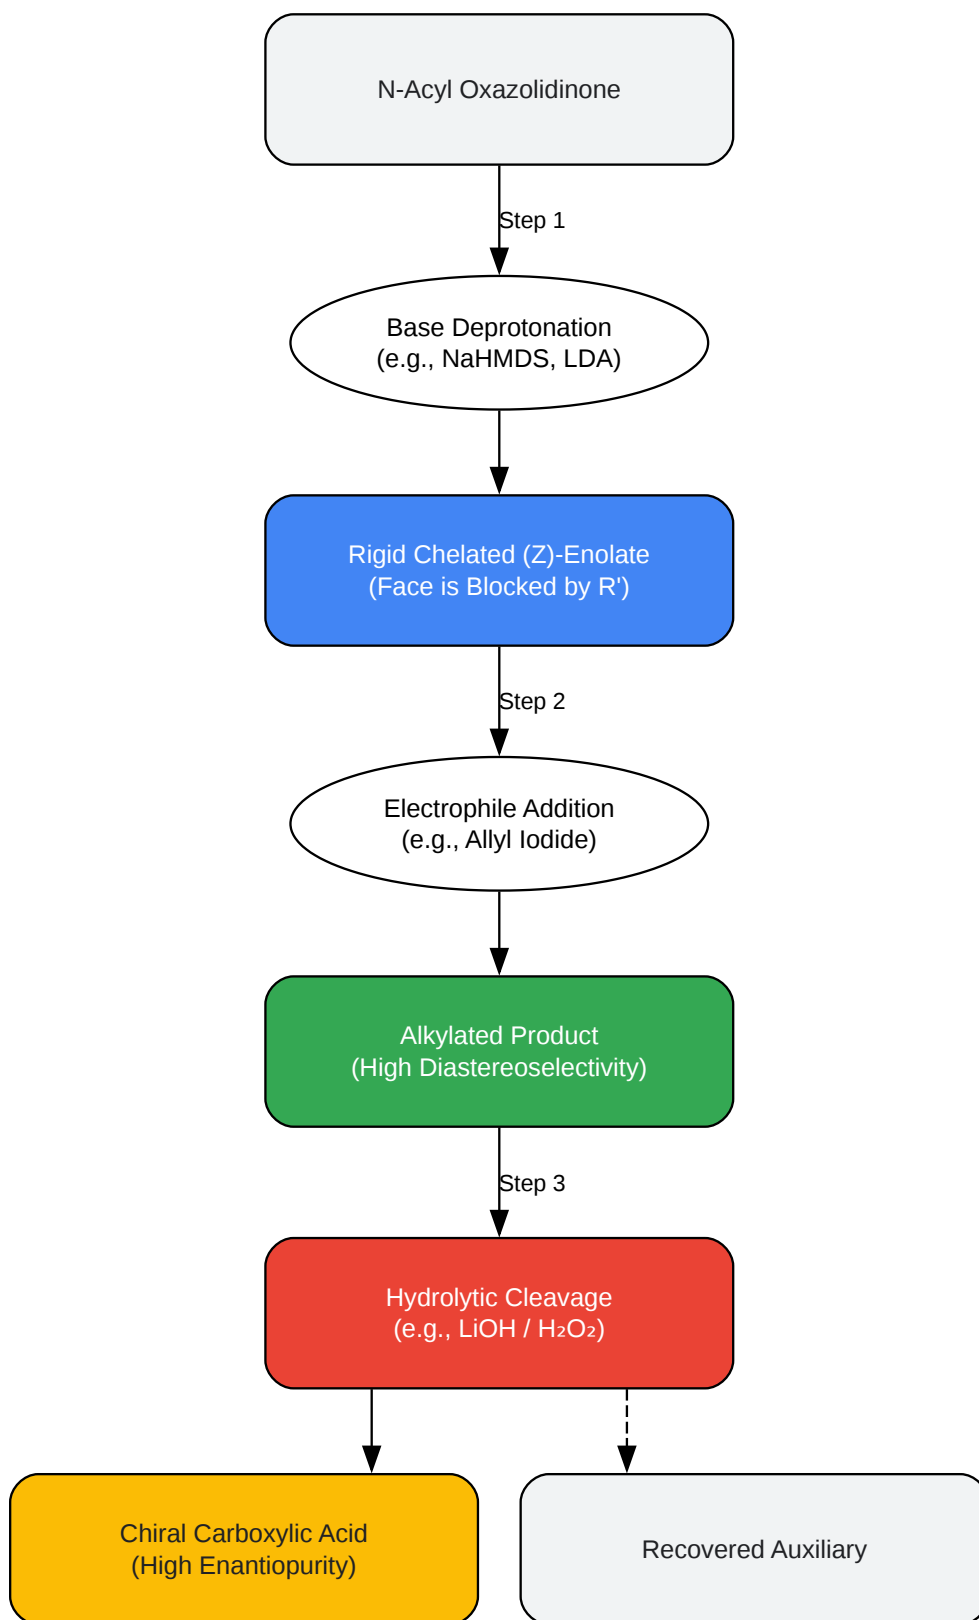 N-Acyl Oxazolidinone
Step 1
Base Deprotonation
(e.g., NaHMDS, LDA)
Rigid Chelated (Z)-Enolate
(Face is Blocked by R')
Step 2
Electrophile Addition
(e.g., Allyl Iodide)
Alkylated Product
(High Diastereoselectivity)
Step 3
Hydrolytic Cleavage
(e.g., LiOH / H₂O₂)
Chiral Carboxylic Acid
(High Enantiopurity)
Recovered Auxiliary